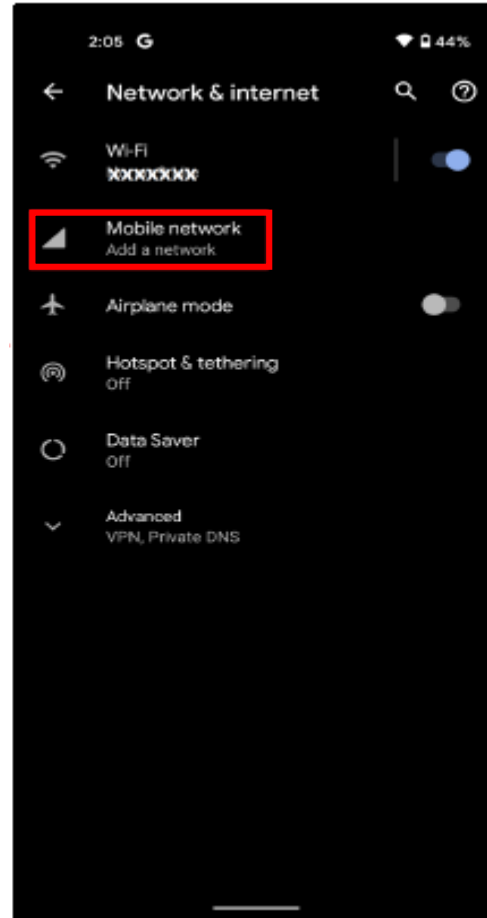 2:05 G 44%
Network & internet
Wi-Fi
XXXXXXX
Mobile network
Add a network
Airplane mode
Hotspot & tethering
Off
Data Saver
Off
Advanced
VPN, Private DNS